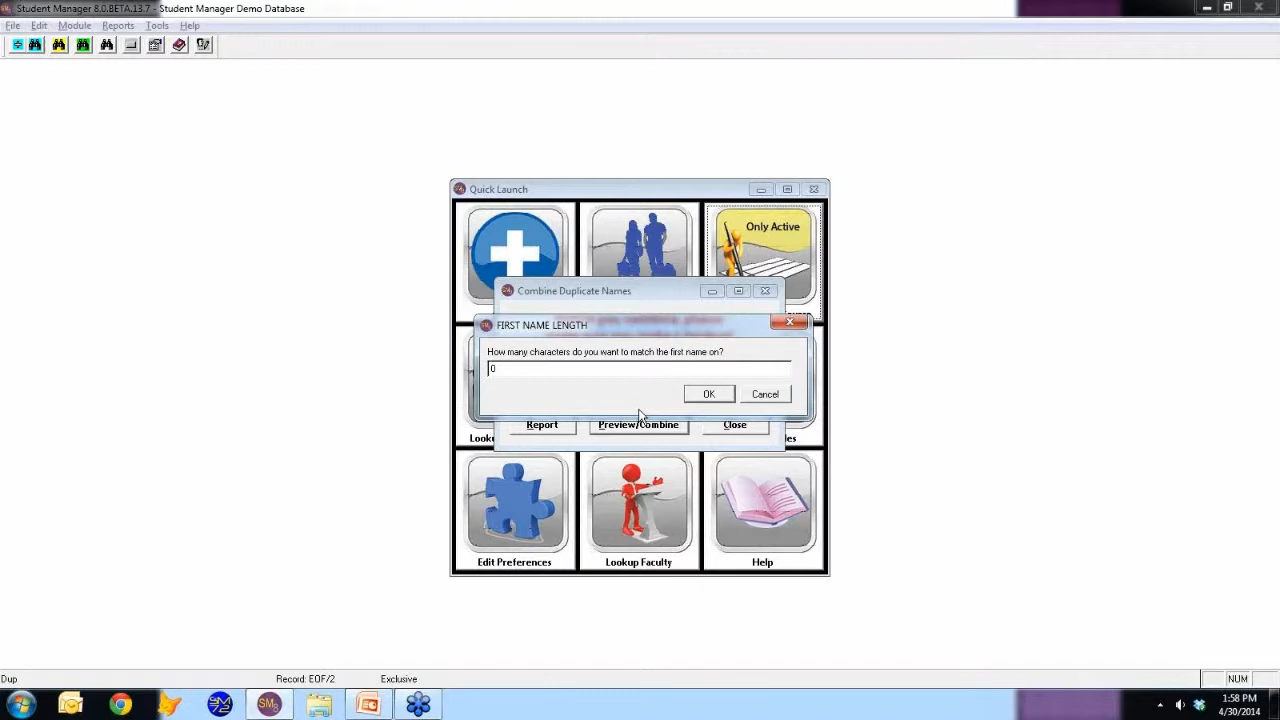 Student Manager 8.0.BETA.13.7 - Student Manager Demo Database
File Edit Module Reports Tools Help
Quick Launch
Only Active
Combine Duplicate Names
FIRST NAME LENGTH
How many characters do you want to match the first name on?
0
OK Cancel
Report Preview/Combine Close
Edit Preferences Lookup Faculty Help
Dup Record: EOF/2 Exclusive NUM
1:58 PM
4/30/2014